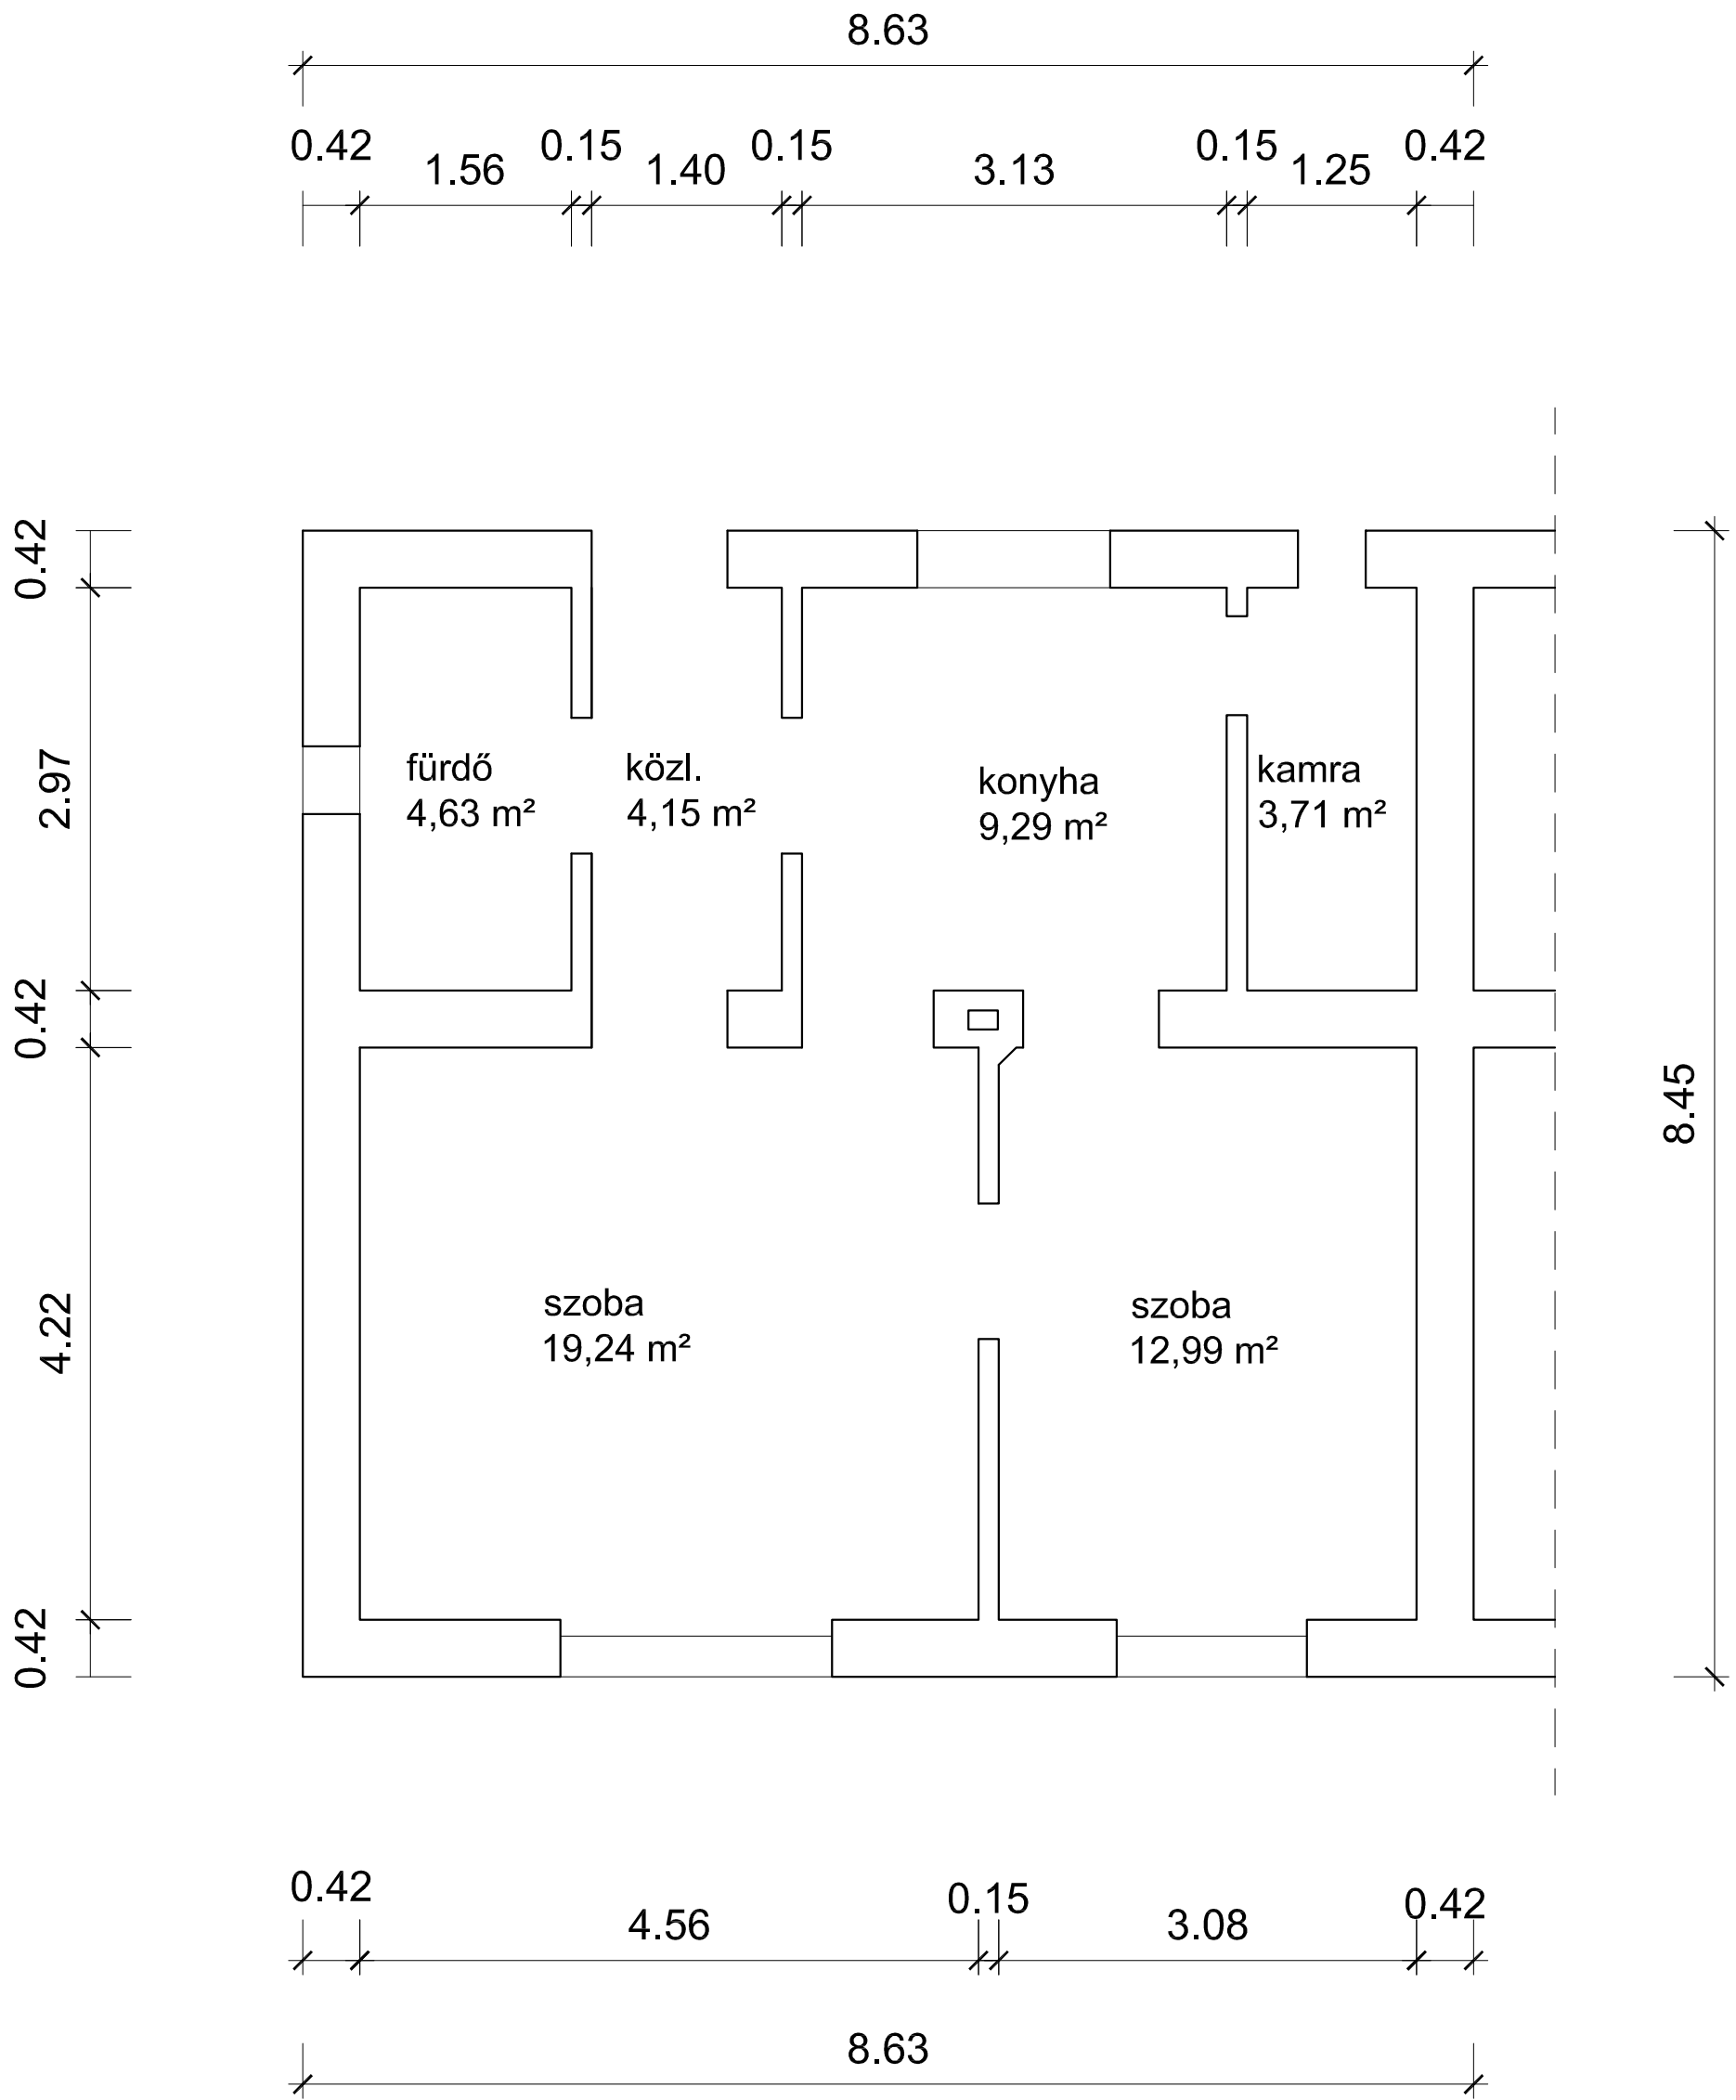 8.63
0.42 1.56 0.15 1.40 0.15 3.13 0.15 1.25 0.42
0.42
2.97
0.42
4.22
0.42
fürdő
4,63 m²
közl.
4,15 m²
konyha
9,29 m²
kamra
3,71 m²
szoba
19,24 m²
szoba
12,99 m²
8.45
0.42 4.56 0.15 3.08 0.42
8.63